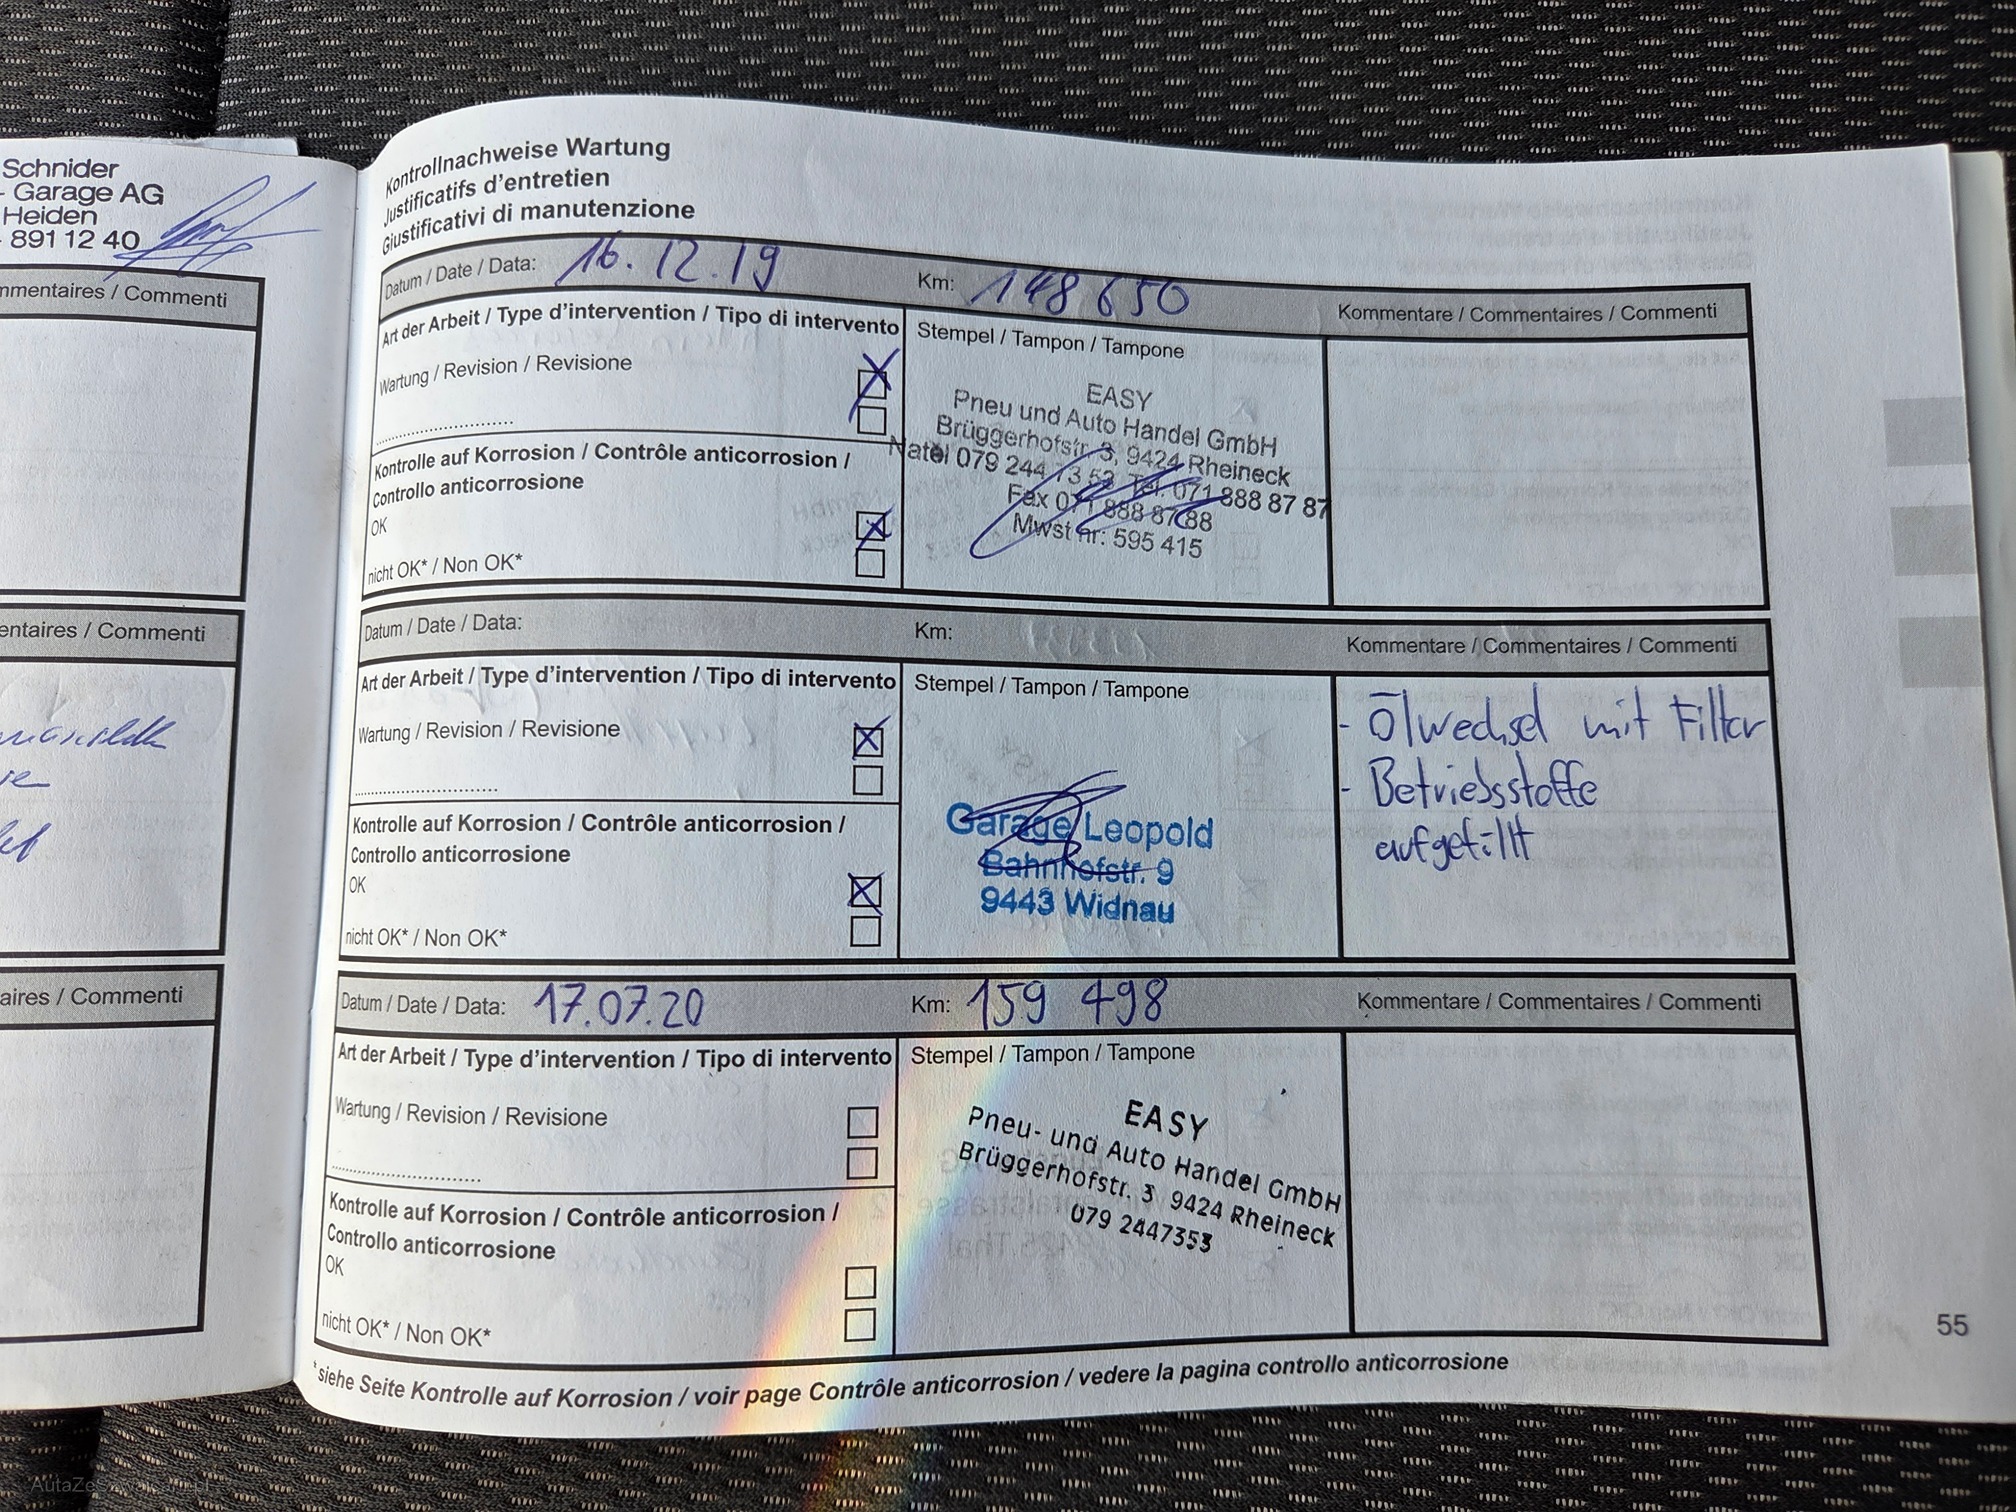 Schnider
- Garage AG
Heiden
- 891 12 40
mmentaires / Commenti
entaires / Commenti
aires / Commenti
Kontrollnachweise Wartung
Justificatifs d'entretien
Giustificativi di manutenzione
Datum / Date / Data: 16.12.19 Km: 148 650 Kommentare / Commentaires / Commenti
Art der Arbeit / Type d'intervention / Tipo di intervento
Wartung / Revision / Revisione
Kontrolle auf Korrosion / Contrôle anticorrosion /
Controllo anticorrosione
OK
nicht OK* / Non OK*
Stempel / Tampon / Tampone
EASY
Pneu und Auto Handel GmbH
Brüggerhofstr. 3, 9424 Rheineck
Natel 079 244 73 53 Tel. 071 888 87 87
Fax 071 888 87 88
Mwst nr: 595 415
Datum / Date / Data: Km: Kommentare / Commentaires / Commenti
Art der Arbeit / Type d'intervention / Tipo di intervento
Wartung / Revision / Revisione
Kontrolle auf Korrosion / Contrôle anticorrosion /
Controllo anticorrosione
OK
nicht OK* / Non OK*
Stempel / Tampon / Tampone
Garage Leopold
Bahnhofstr. 9
9443 Widnau
- Ölwechsel mit Filter
- Betriebsstoffe
aufgefüllt
Datum / Date / Data: 17.07.20 Km: 159 498 Kommentare / Commentaires / Commenti
Art der Arbeit / Type d'intervention / Tipo di intervento
Wartung / Revision / Revisione
Kontrolle auf Korrosion / Contrôle anticorrosion /
Controllo anticorrosione
OK
nicht OK* / Non OK*
Stempel / Tampon / Tampone
EASY
Pneu- und Auto Handel GmbH
Brüggerhofstr. 3 9424 Rheineck
079 2447353
*siehe Seite Kontrolle auf Korrosion / voir page Contrôle anticorrosion / vedere la pagina controllo anticorrosione
55